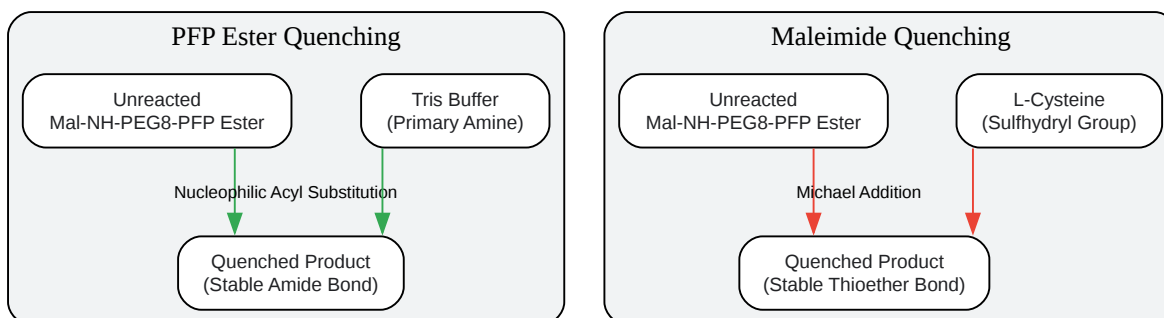 PFP Ester Quenching
Unreacted
Mal-NH-PEG8-PFP Ester
Tris Buffer
(Primary Amine)
Nucleophilic Acyl Substitution
Quenched Product
(Stable Amide Bond)
Maleimide Quenching
Unreacted
Mal-NH-PEG8-PFP Ester
L-Cysteine
(Sulfhydryl Group)
Michael Addition
Quenched Product
(Stable Thioether Bond)